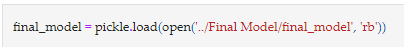 final_model = pickle.load(open('../Final Model/final_model', 'rb'))